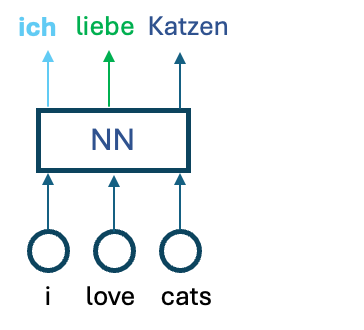 ich liebe Katzen
NN
i love cats